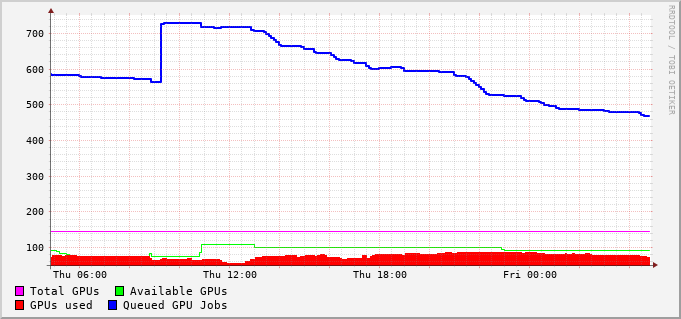 700
600
500
400
300
200
100
Thu 06:00 Thu 12:00 Thu 18:00 Fri 00:00
Total GPUs Available GPUs
GPUs used Queued GPU Jobs
RRDTOOL / TOBI OETIKER